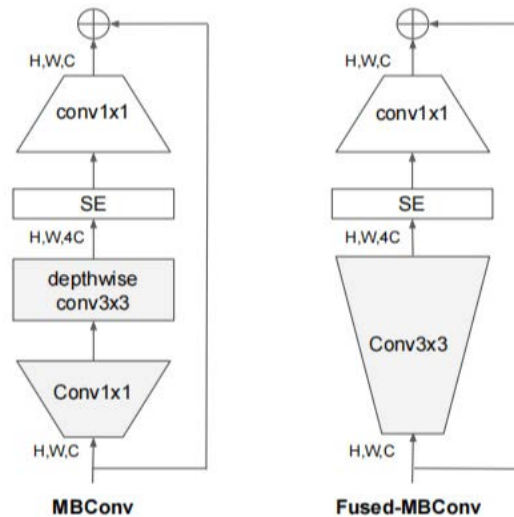 H,W,C
conv1x1
SE
H,W,4C
depthwise
conv3x3
Conv1x1
H,W,C
MBConv
H,W,C
conv1x1
SE
H,W,4C
Conv3x3
H,W,C
Fused-MBConv